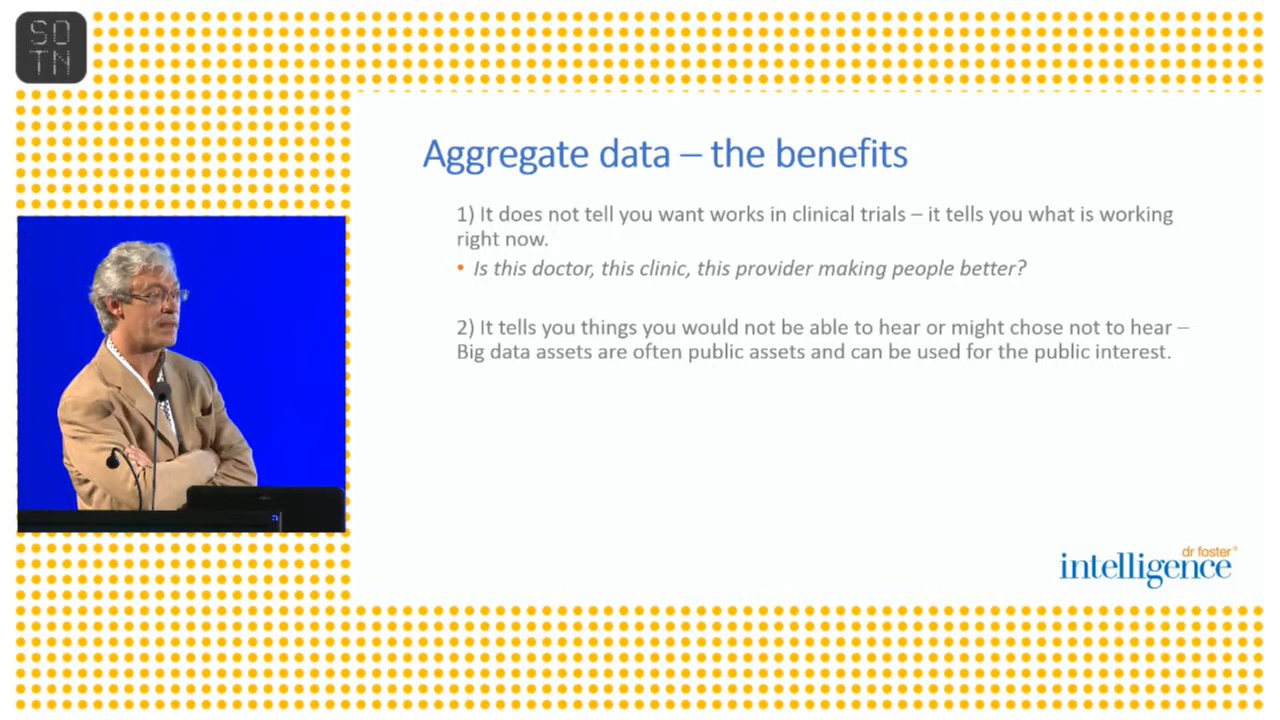 SO
TN
Aggregate data – the benefits
1) It does not tell you want works in clinical trials – it tells you what is working
right now.
• Is this doctor, this clinic, this provider making people better?
2) It tells you things you would not be able to hear or might chose not to hear –
Big data assets are often public assets and can be used for the public interest.
dr foster®
intelligence